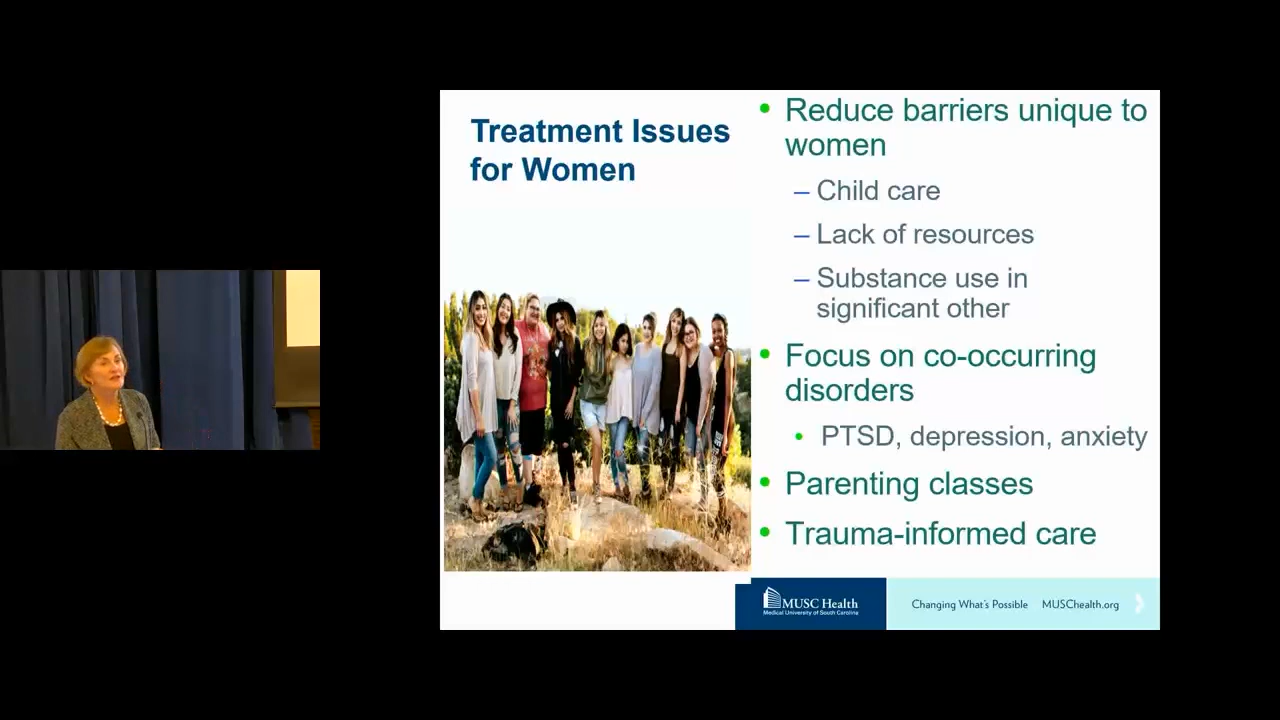 Treatment Issues
for Women
• Reduce barriers unique to
women
– Child care
– Lack of resources
– Substance use in
significant other
• Focus on co-occurring
disorders
• PTSD, depression, anxiety
• Parenting classes
• Trauma-informed care
MUSC Health
Medical University of South Carolina
Changing What's Possible MUSChealth.org